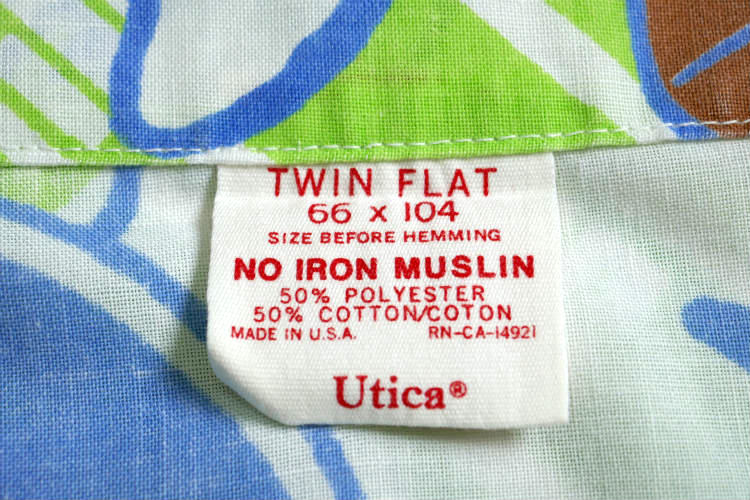 TWIN FLAT
66 x 104
SIZE BEFORE HEMMING
NO IRON MUSLIN
50% POLYESTER
50% COTTON/COTON
MADE IN U.S.A. RN-CA-14921
Utica®